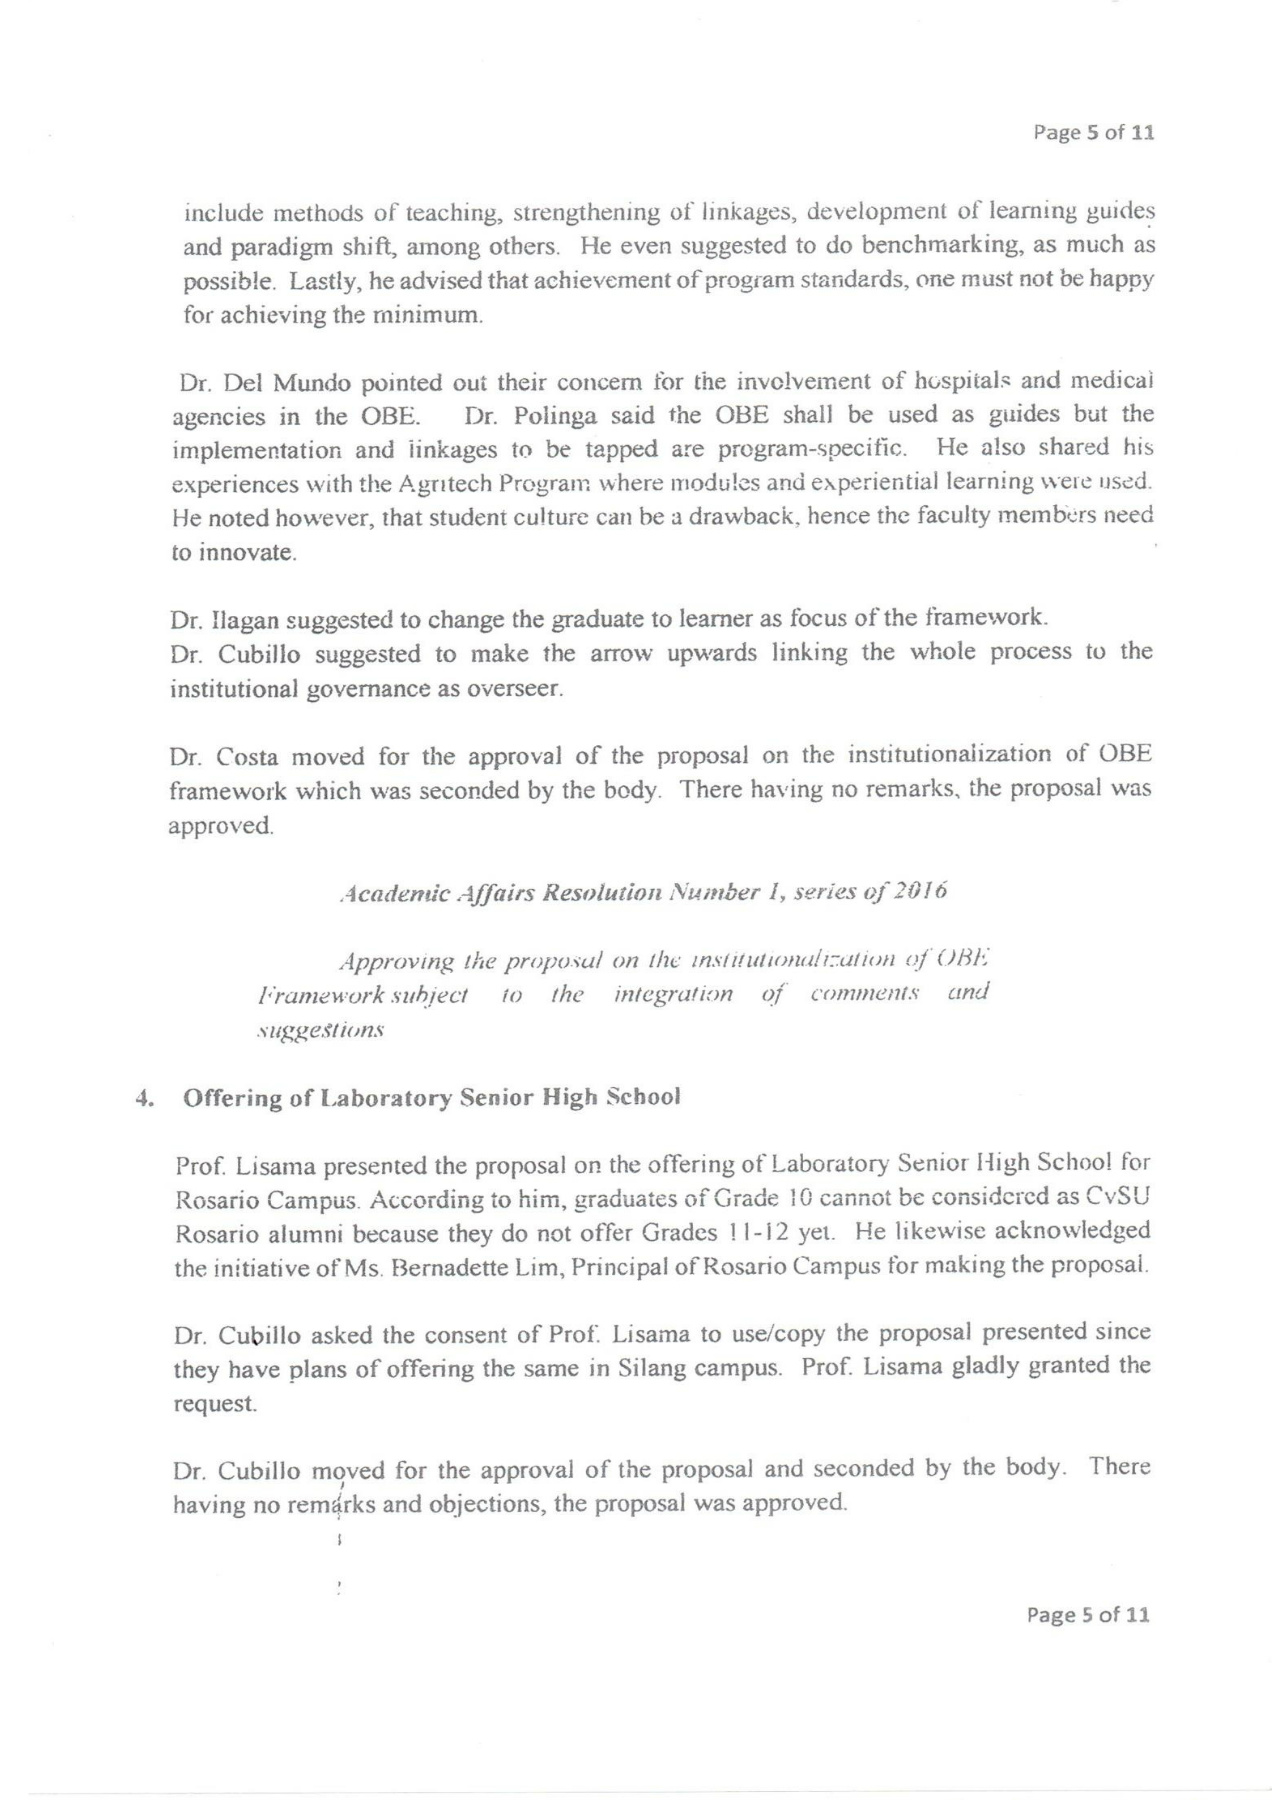 Page 5 of 11
include methods of teaching, strengthening of linkages, development of learning guides
and paradigm shift, among others. He even suggested to do benchmarking, as much as
possible. Lastly, he advised that achievement of program standards, one must not be happy
for achieving the minimum.
Dr. Del Mundo pointed out their concern for the involvement of hospitals and medical
agencies in the OBE. Dr. Polinga said the OBE shall be used as guides but the
implementation and linkages to be tapped are program-specific. He also shared his
experiences with the Agritech Program where modules and experiential learning were used.
He noted however, that student culture can be a drawback, hence the faculty members need
to innovate.
Dr. Ilagan suggested to change the graduate to learner as focus of the framework.
Dr. Cubillo suggested to make the arrow upwards linking the whole process to the
institutional governance as overseer.
Dr. Costa moved for the approval of the proposal on the institutionalization of OBE
framework which was seconded by the body. There having no remarks, the proposal was
approved.
Academic Affairs Resolution Number 1, series of 2016
Approving the proposal on the institutionalization of OBE
Framework subject to the integration of comments and
suggestions
4. Offering of Laboratory Senior High School
Prof. Lisama presented the proposal on the offering of Laboratory Senior High School for
Rosario Campus. According to him, graduates of Grade 10 cannot be considered as CvSU
Rosario alumni because they do not offer Grades 11-12 yet. He likewise acknowledged
the initiative of Ms. Bernadette Lim, Principal of Rosario Campus for making the proposal.
Dr. Cubillo asked the consent of Prof. Lisama to use/copy the proposal presented since
they have plans of offering the same in Silang campus. Prof. Lisama gladly granted the
request.
Dr. Cubillo moved for the approval of the proposal and seconded by the body. There
having no remarks and objections, the proposal was approved.
Page 5 of 11